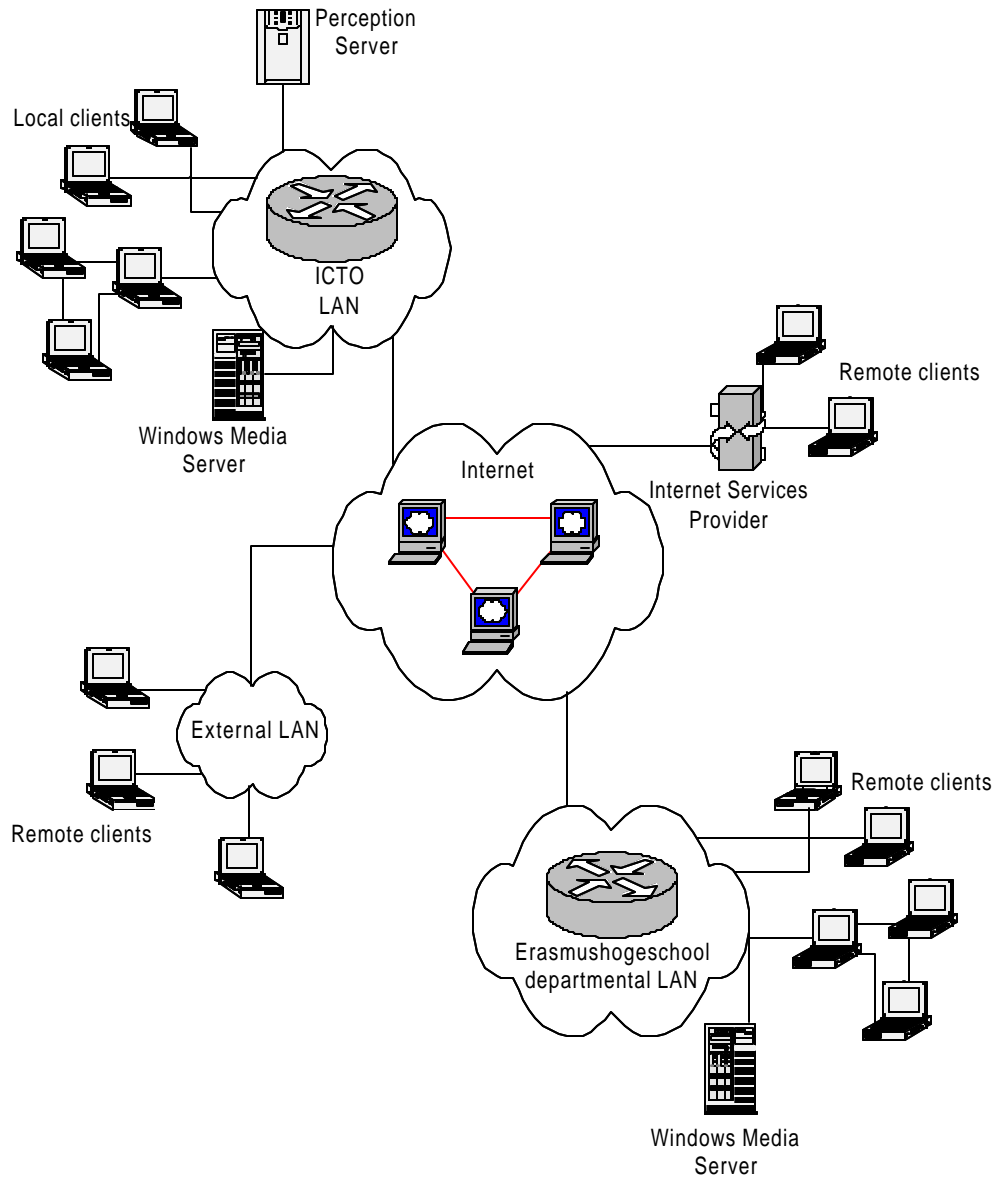 Perception
Server
Local clients
ICTO
LAN
Windows Media
Server
Remote clients
Internet
Internet Services
Provider
External LAN
Remote clients
Remote clients
Erasmushogeschool
departmental LAN
Windows Media
Server